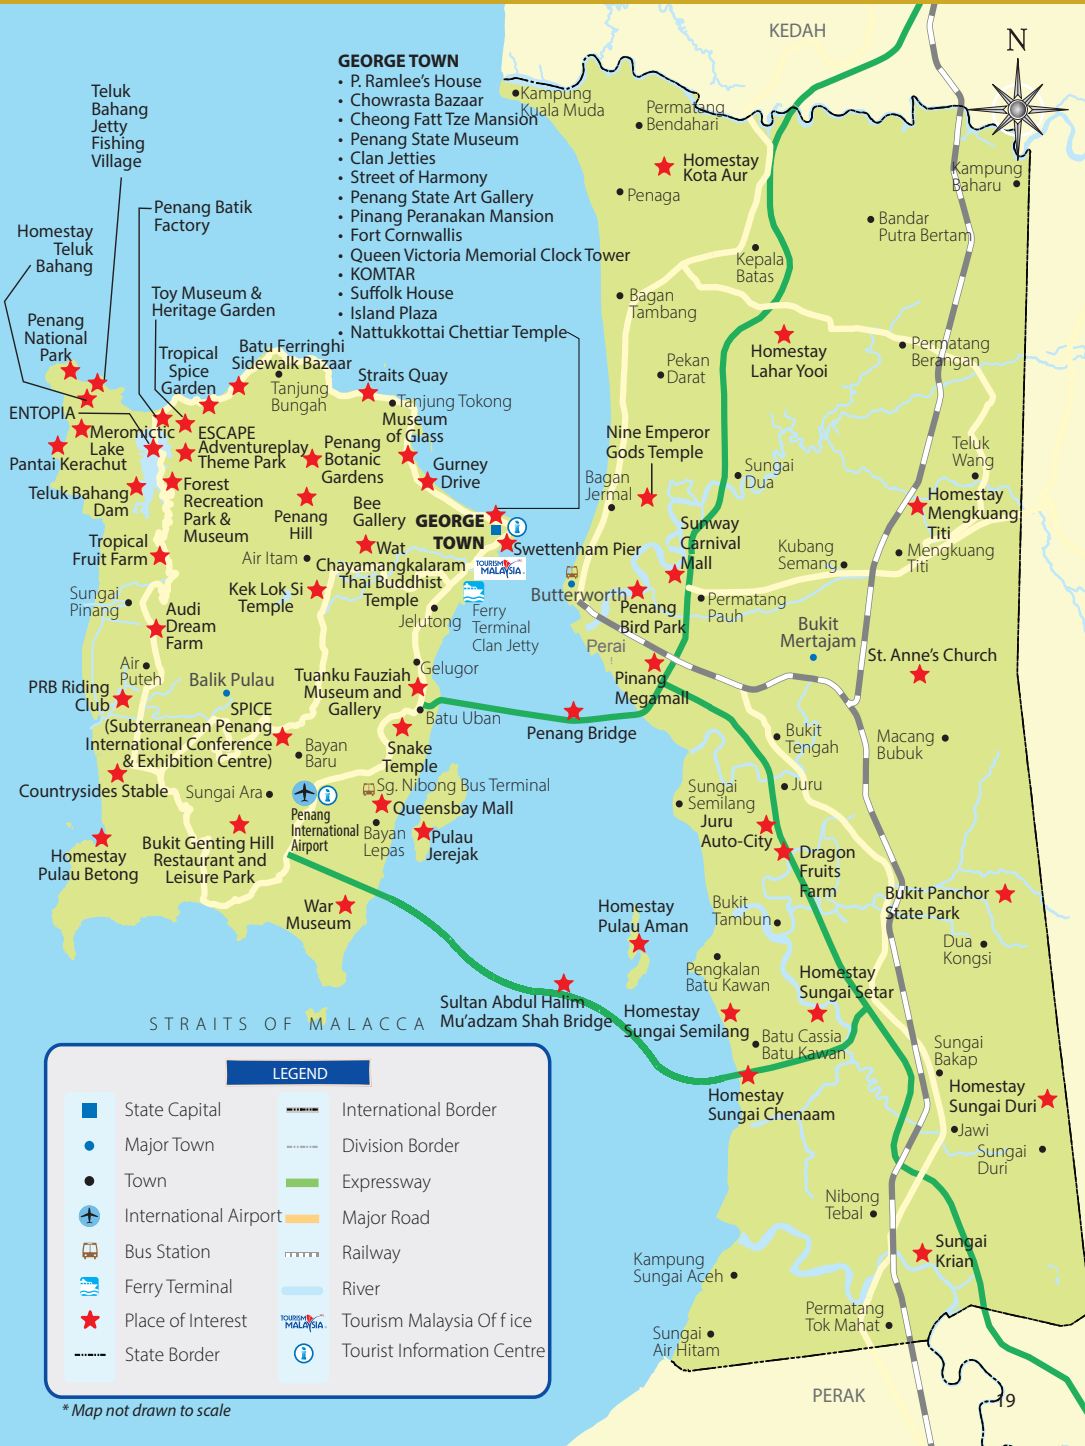 KEDAH
N
GEORGE TOWN
• P. Ramlee's House
• Chowrasta Bazaar
• Cheong Fatt Tze Mansion
• Penang State Museum
• Clan Jetties
• Street of Harmony
• Penang State Art Gallery
• Pinang Peranakan Mansion
• Fort Cornwallis
• Queen Victoria Memorial Clock Tower
• KOMTAR
• Suffolk House
• Island Plaza
• Nattukkottai Chettiar Temple
Teluk
Bahang
Jetty
Fishing
Village
Penang Batik
Factory
Homestay
Teluk
Bahang
Toy Museum &
Heritage Garden
Penang
National
Park
Tropical
Spice
Garden
Batu Ferringhi
Sidewalk Bazaar
Tanjung
Bungah
Straits Quay
Tanjung Tokong
Museum
of Glass
ENTOPIA
Meromictic
Lake
Pantai Kerachut
ESCAPE
Adventureplay
Theme Park
Penang
Botanic
Gardens
Gurney
Drive
Teluk Bahang
Dam
Forest
Recreation
Park &
Museum
Penang
Hill
Bee
Gallery
GEORGE
TOWN
Swettenham Pier
Tropical
Fruit Farm
Air Itam
Wat
Chayamangkalaram
Thai Buddhist
Temple
TOURISM
MALAYSIA
Kek Lok Si
Temple
Jelutong
Ferry
Terminal
Clan Jetty
Sungai
Pinang
Audi
Dream
Farm
Air
Puteh
Balik Pulau
Gelugor
Tuanku Fauziah
Museum and
Gallery
PRB Riding
Club
SPICE
(Subterranean Penang
International Conference
& Exhibition Centre)
Batu Uban
Bayan
Baru
Snake
Temple
Penang Bridge
Countrysides Stable
Sungai Ara
Sg. Nibong Bus Terminal
Queensbay Mall
Penang
International
Airport
Bayan
Lepas
Pulau
Jerejak
Homestay
Pulau Betong
Bukit Genting Hill
Restaurant and
Leisure Park
War
Museum
Kampung
Kuala Muda
Permatang
Bendahari
Homestay
Kota Aur
Penaga
Kampung
Baharu
Bandar
Putra Bertam
Kepala
Batas
Bagan
Tambang
Homestay
Lahar Yooi
Permatang
Berangan
Pekan
Darat
Nine Emperor
Gods Temple
Sungai
Dua
Teluk
Wang
Bagan
Jermal
Homestay
Mengkuang
Titi
Sunway
Carnival
Mall
Kubang
Semang
Mengkuang
Titi
Butterworth
Penang
Bird Park
Permatang
Pauh
Perai
Bukit
Mertajam
St. Anne's Church
Pinang
Megamall
Bukit
Tengah
Macang
Bubuk
Sungai
Semilang
Juru
Juru
Auto-City
Dragon
Fruits
Farm
Bukit Panchor
State Park
Homestay
Pulau Aman
Bukit
Tambun
Dua
Kongsi
Pengkalan
Batu Kawan
Homestay
Sungai Setar
Sultan Abdul Halim
Mu'adzam Shah Bridge
Homestay
Sungai Semilang
Batu Cassia
Batu Kawan
Sungai
Bakap
Homestay
Sungai Chenaam
Homestay
Sungai Duri
Jawi
Sungai
Duri
Nibong
Tebal
Sungai
Krian
Kampung
Sungai Aceh
Permatang
Tok Mahat
Sungai
Air Hitam
PERAK
19
STRAITS OF MALACCA
LEGEND
State Capital
Major Town
Town
International Airport
Bus Station
Ferry Terminal
Place of Interest
State Border
International Border
Division Border
Expressway
Major Road
Railway
River
TOURISM
MALAYSIA
Tourism Malaysia Of f ice
Tourist Information Centre
* Map not drawn to scale